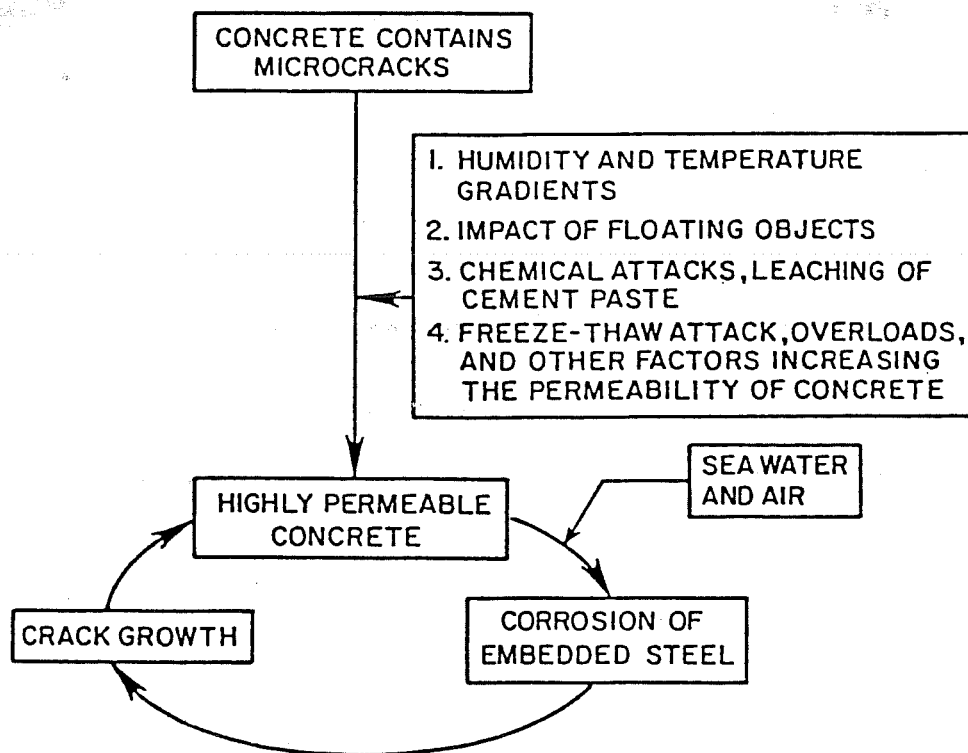 CONCRETE CONTAINS
MICROCRACKS
1. HUMIDITY AND TEMPERATURE
GRADIENTS
2. IMPACT OF FLOATING OBJECTS
3. CHEMICAL ATTACKS, LEACHING OF
CEMENT PASTE
4. FREEZE-THAW ATTACK, OVERLOADS,
AND OTHER FACTORS INCREASING
THE PERMEABILITY OF CONCRETE
SEA WATER
AND AIR
HIGHLY PERMEABLE
CONCRETE
CRACK GROWTH
CORROSION OF
EMBEDDED STEEL